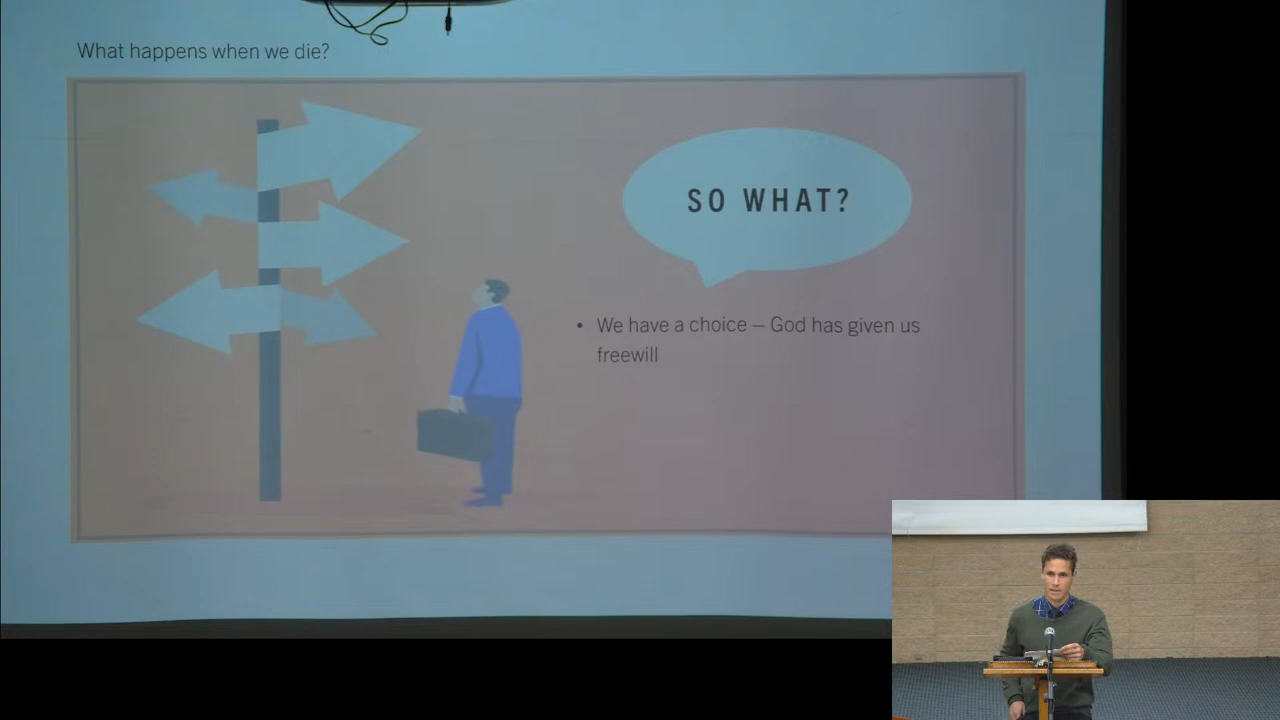 What happens when we die?
SO WHAT?
• We have a choice – God has given us
freewill